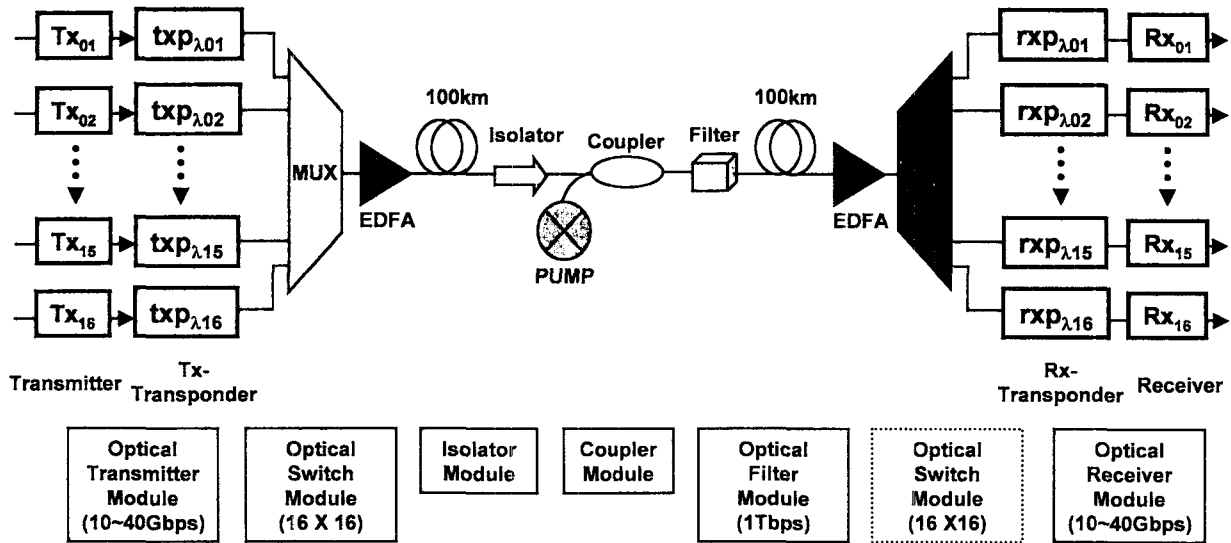 Tx01 txpλ01 rxpλ01 Rx01
Tx02 txpλ02 100km 100km rxpλ02 Rx02
Isolator Coupler Filter
MUX
EDFA EDFA
Tx15 txpλ15 PUMP rxpλ15 Rx15
Tx16 txpλ16 rxpλ16 Rx16
Transmitter Tx-
Transponder
Rx-
Transponder Receiver
Optical
Transmitter
Module
(10~40Gbps)
Optical
Switch
Module
(16 X 16)
Isolator
Module
Coupler
Module
Optical
Filter
Module
(1Tbps)
Optical
Switch
Module
(16 X16)
Optical
Receiver
Module
(10~40Gbps)